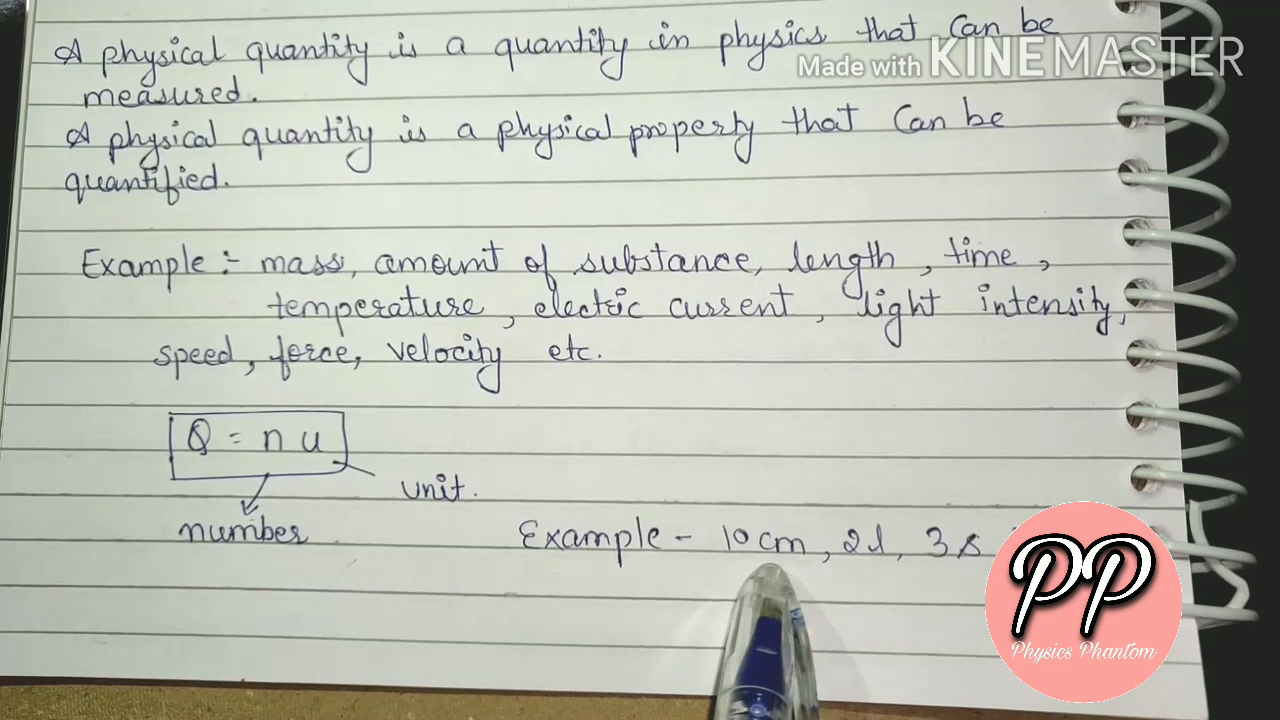 A physical quantity is a quantity in physics that can be
Made with KINEMASTER
measured.
A physical quantity is a physical property that can be
quantified.
Example :- mass, amount of substance, length, time,
temperature, electric current, light intensity,
speed, force, velocity etc.
Q = n u
unit.
number
Example - 10 cm, 2l, 3s
PP
Physics Phantom